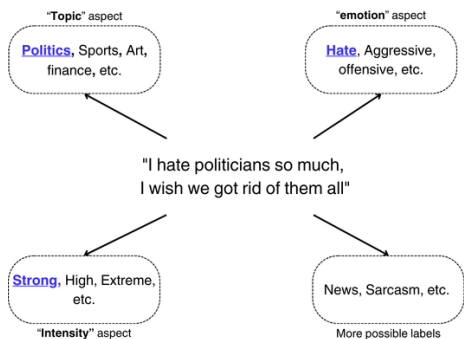 “Topic” aspect
Politics, Sports, Art,
finance, etc.
“emotion” aspect
Hate, Aggressive,
offensive, etc.
"I hate politicians so much,
I wish we got rid of them all"
Strong, High, Extreme,
etc.
“Intensity” aspect
News, Sarcasm, etc.
More possible labels